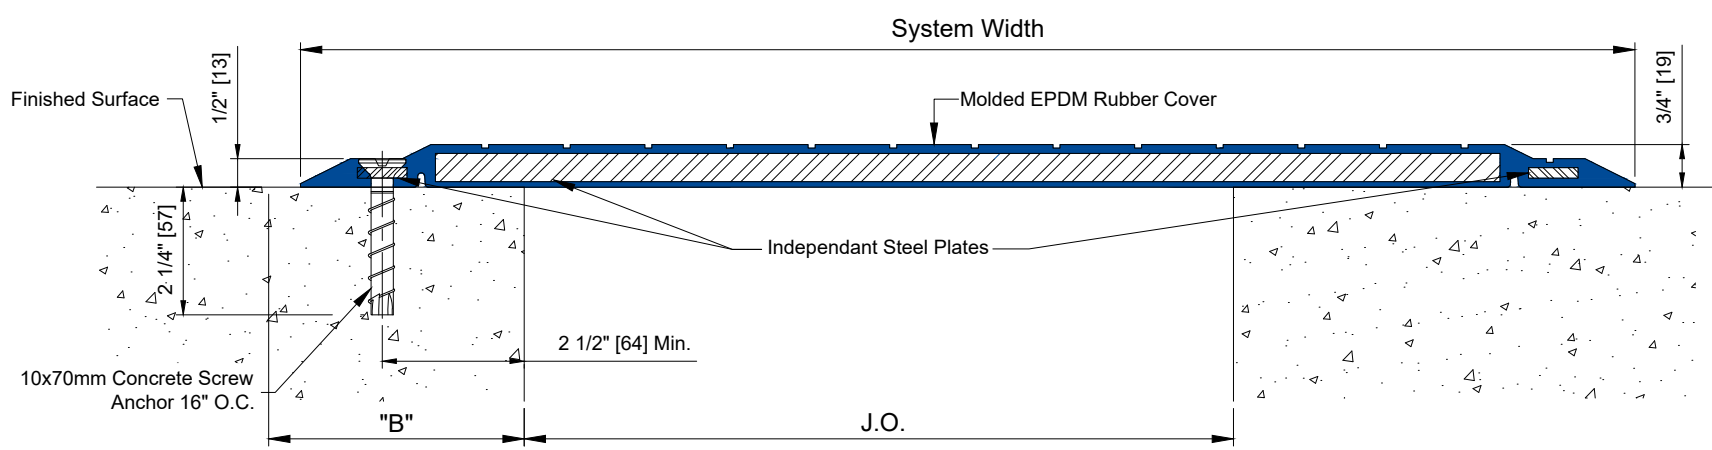 System Width
1/2" [13]
3/4" [19]
Finished Surface
Molded EPDM Rubber Cover
2 1/4" [57]
Independant Steel Plates
2 1/2" [64] Min.
10x70mm Concrete Screw
Anchor 16" O.C.
"B"
J.O.